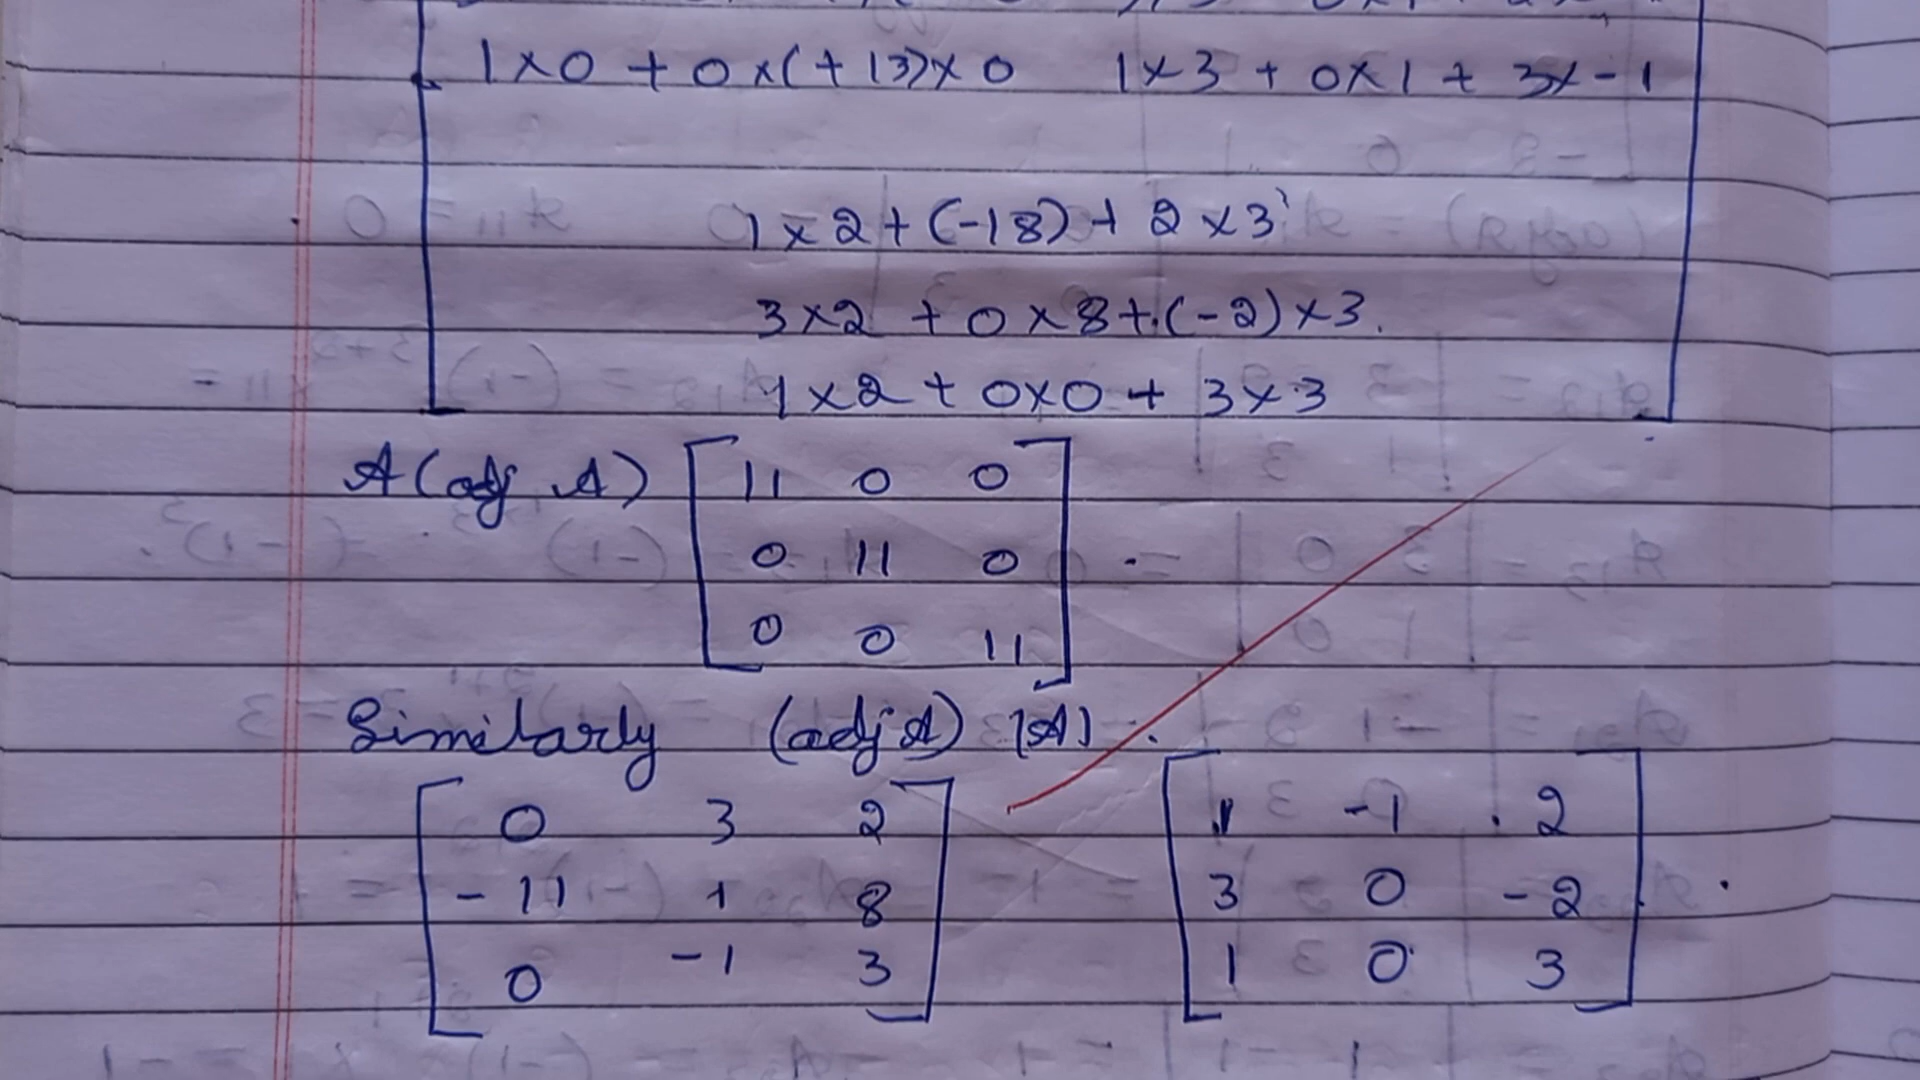 1×0 + 0×(+13)×0 1×3 + 0×1 + 3×-1
1×2+(-18)+ 2×3
3×2 +0×8+(-2)×3.
1×2+0×0+ 3×3
A(adj A) [11 0 0
0 11 0
0 0 11]
Similarly (adj A) [A].
[0 3 2 [1 -1 2
-11 1 8 3 0 -2
0 -1 3] 1 0 3]